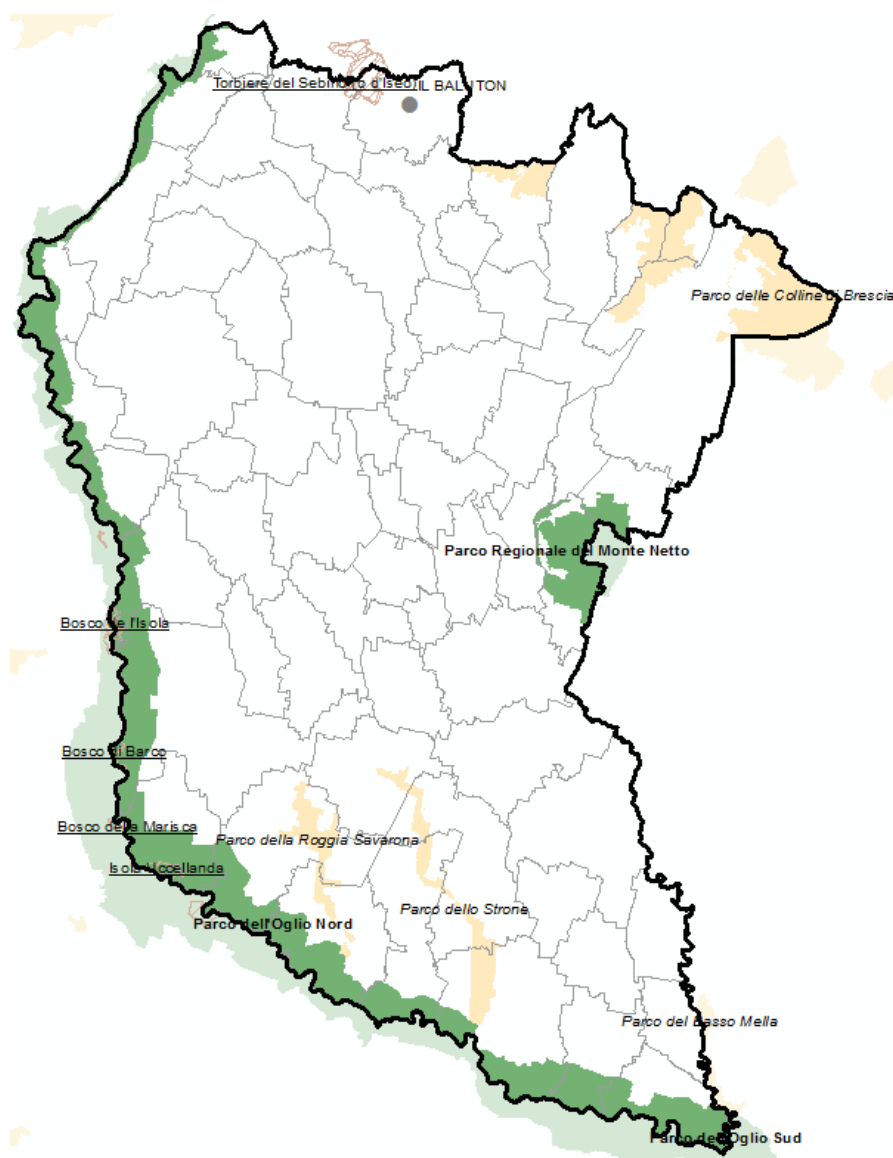 Torbiere del Sebino (o d'Iseo)
IL BALUTON
Parco delle Colline di Brescia
Parco Regionale del Monte Netto
Bosco de l'Isola
Bosco di Barco
Bosco della Marisca
Parco della Roggia Savarona
Isola Uccellanda
Parco dello Strone
Parco dell'Oglio Nord
Parco del Basso Mella
Parco dell'Oglio Sud